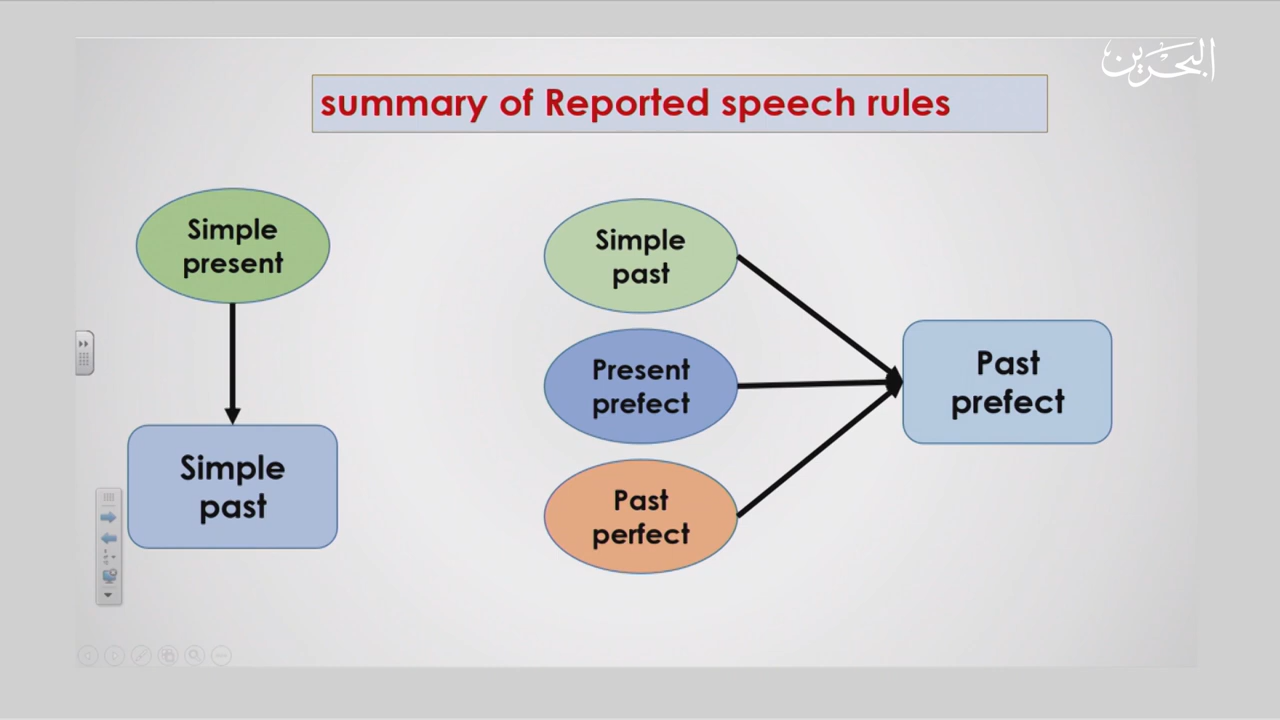 البحرين
summary of Reported speech rules
Simple
present
Simple
past
Simple
past
Present
prefect
Past
perfect
Past
prefect